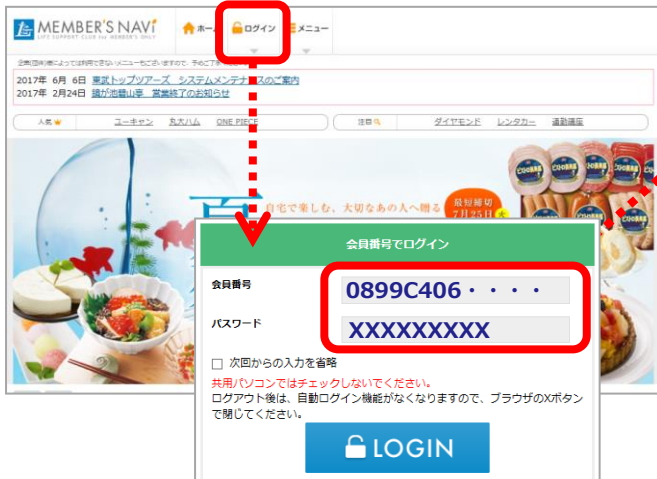 MEMBER'S NAVi
LIFE SUPPORT CLUB for MEMBER'S ONLY
ホーム
ログイン
メニュー
2017年 6月 6日 東武トップツアーズ システムメンテナンスのご案内
2017年 2月24日 鏡が池碧山亭 営業終了のお知らせ
人気 ユーキャン 丸大ハム ONE PIECE
注目 ダイヤモンド レンタカー 通勤講座
夏
自宅で楽しむ、大切なあの人へ贈る
最短締切
7月25日
会員番号でログイン
会員番号 0899C406・・・・
パスワード XXXXXXXXX
次回からの入力を省略
共用パソコンではチェックしないでください。
ログアウト後は、自動ログイン機能がなくなりますので、ブラウザのXボタン
で閉じてください。
LOGIN